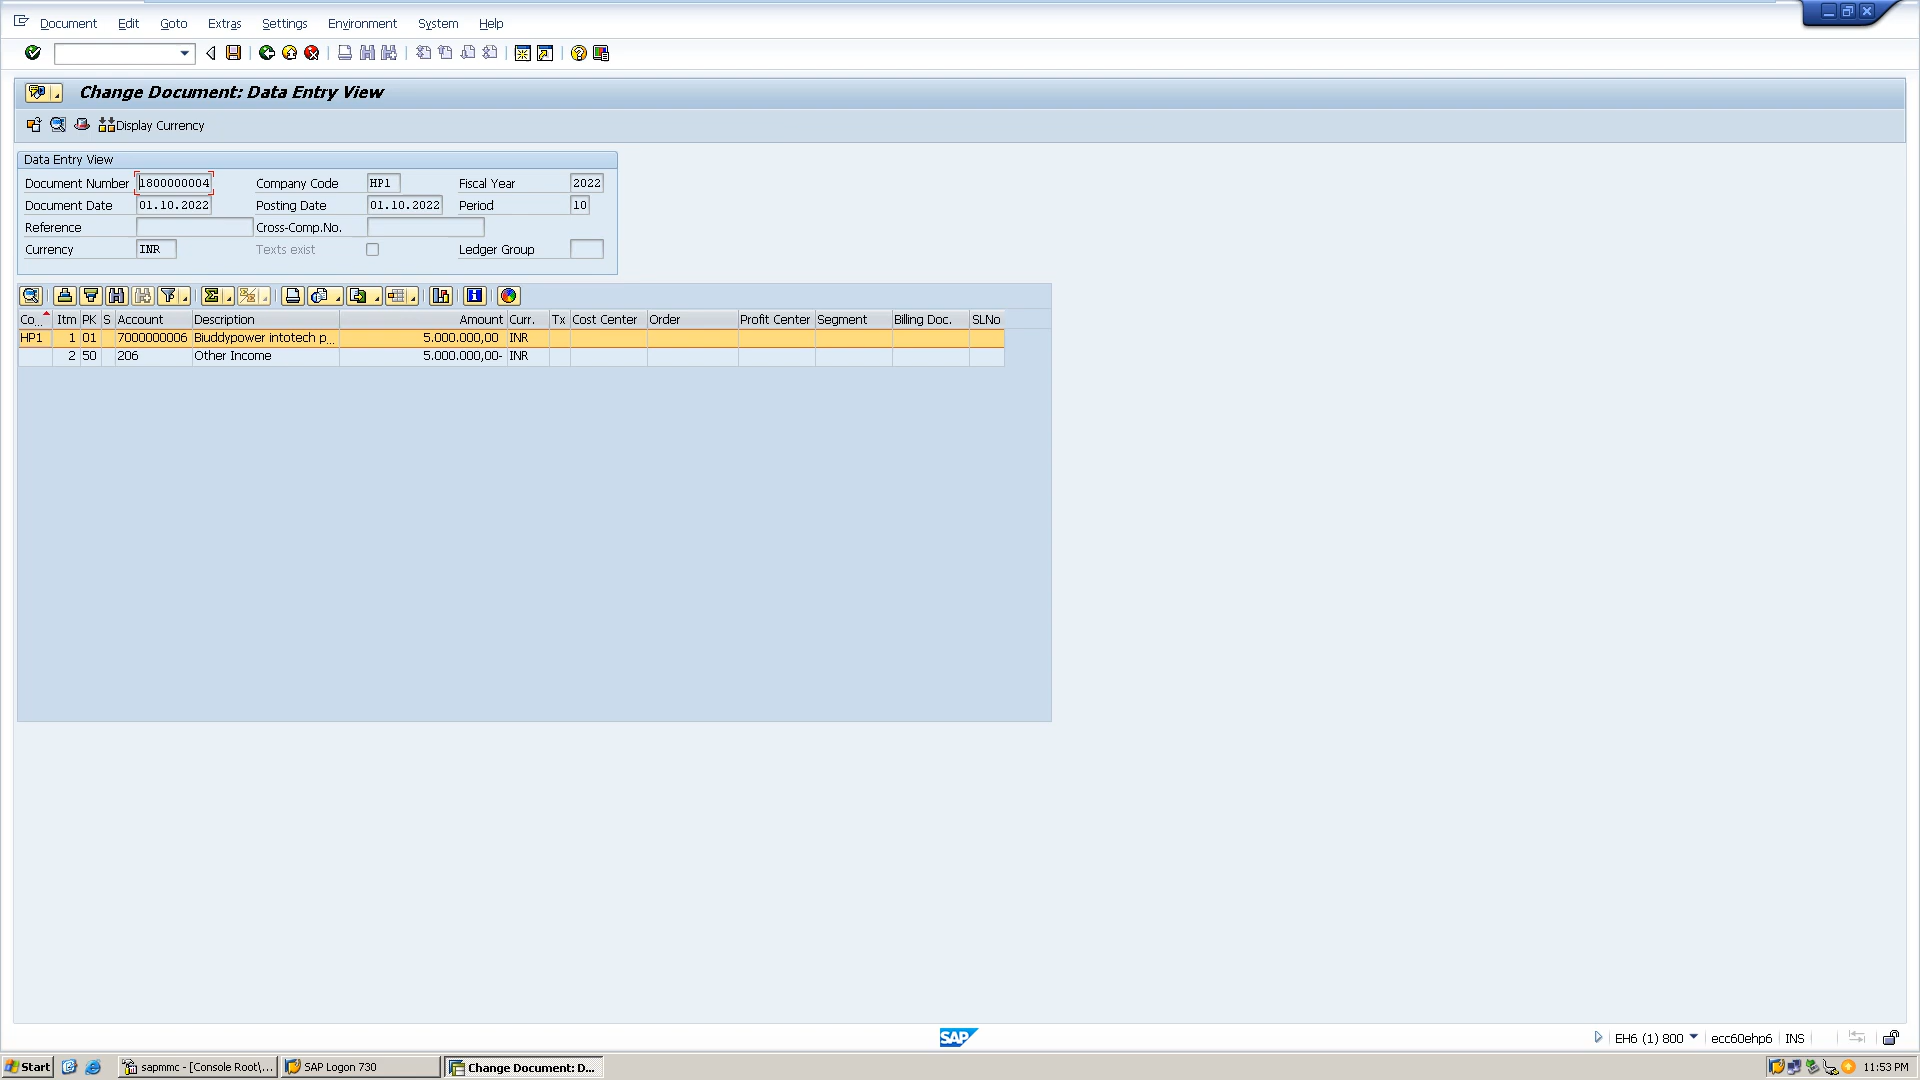 Document Edit Goto Extras Settings Environment System Help
Change Document: Data Entry View
Display Currency
Data Entry View
Document Number 1800000004 Company Code HP1 Fiscal Year 2022
Document Date 01.10.2022 Posting Date 01.10.2022 Period 10
Reference Cross-Comp.No.
Currency INR Texts exist Ledger Group
Co... Itm PK S Account Description Amount Curr. Tx Cost Center Order Profit Center Segment Billing Doc. SLNo
HP1 1 01 7000000006 Biuddypower intotech p... 5.000.000,00 INR
2 50 206 Other Income 5.000.000,00- INR
SAP EH6 (1) 800 ecc60ehp6 INS
Start sapmmc - [Console Root\... SAP Logon 730 Change Document: D... 11:53 PM